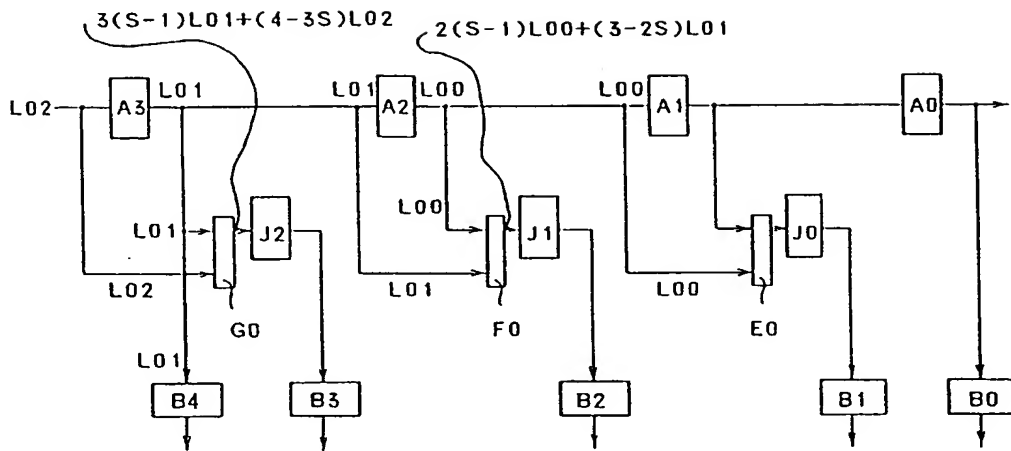 3(S-1)L01+(4-3S)L02
2(S-1)L00+(3-2S)L01
L02
A3
L01
L01
A2
L00
L00
A1
A0
L01
J2
L00
J1
J0
L02
L01
L00
G0
F0
E0
L01
B4
B3
B2
B1
B0